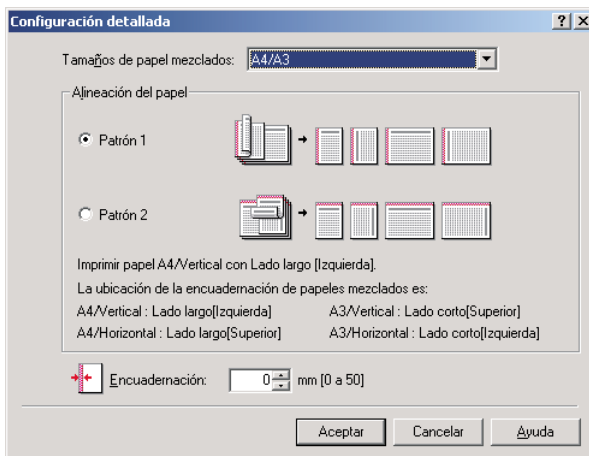 Configuración detallada
Tamaños de papel mezclados: A4/A3
Alineación del papel
Patrón 1
Patrón 2
Imprimir papel A4/Vertical con Lado largo [Izquierda].
La ubicación de la encuadernación de papeles mezclados es:
A4/Vertical : Lado largo[Izquierda] A3/Vertical : Lado corto[Superior]
A4/Horizontal : Lado largo[Superior] A3/Horizontal : Lado corto[Izquierda]
Encuadernación: 0 mm [0 a 50]
Aceptar Cancelar Ayuda